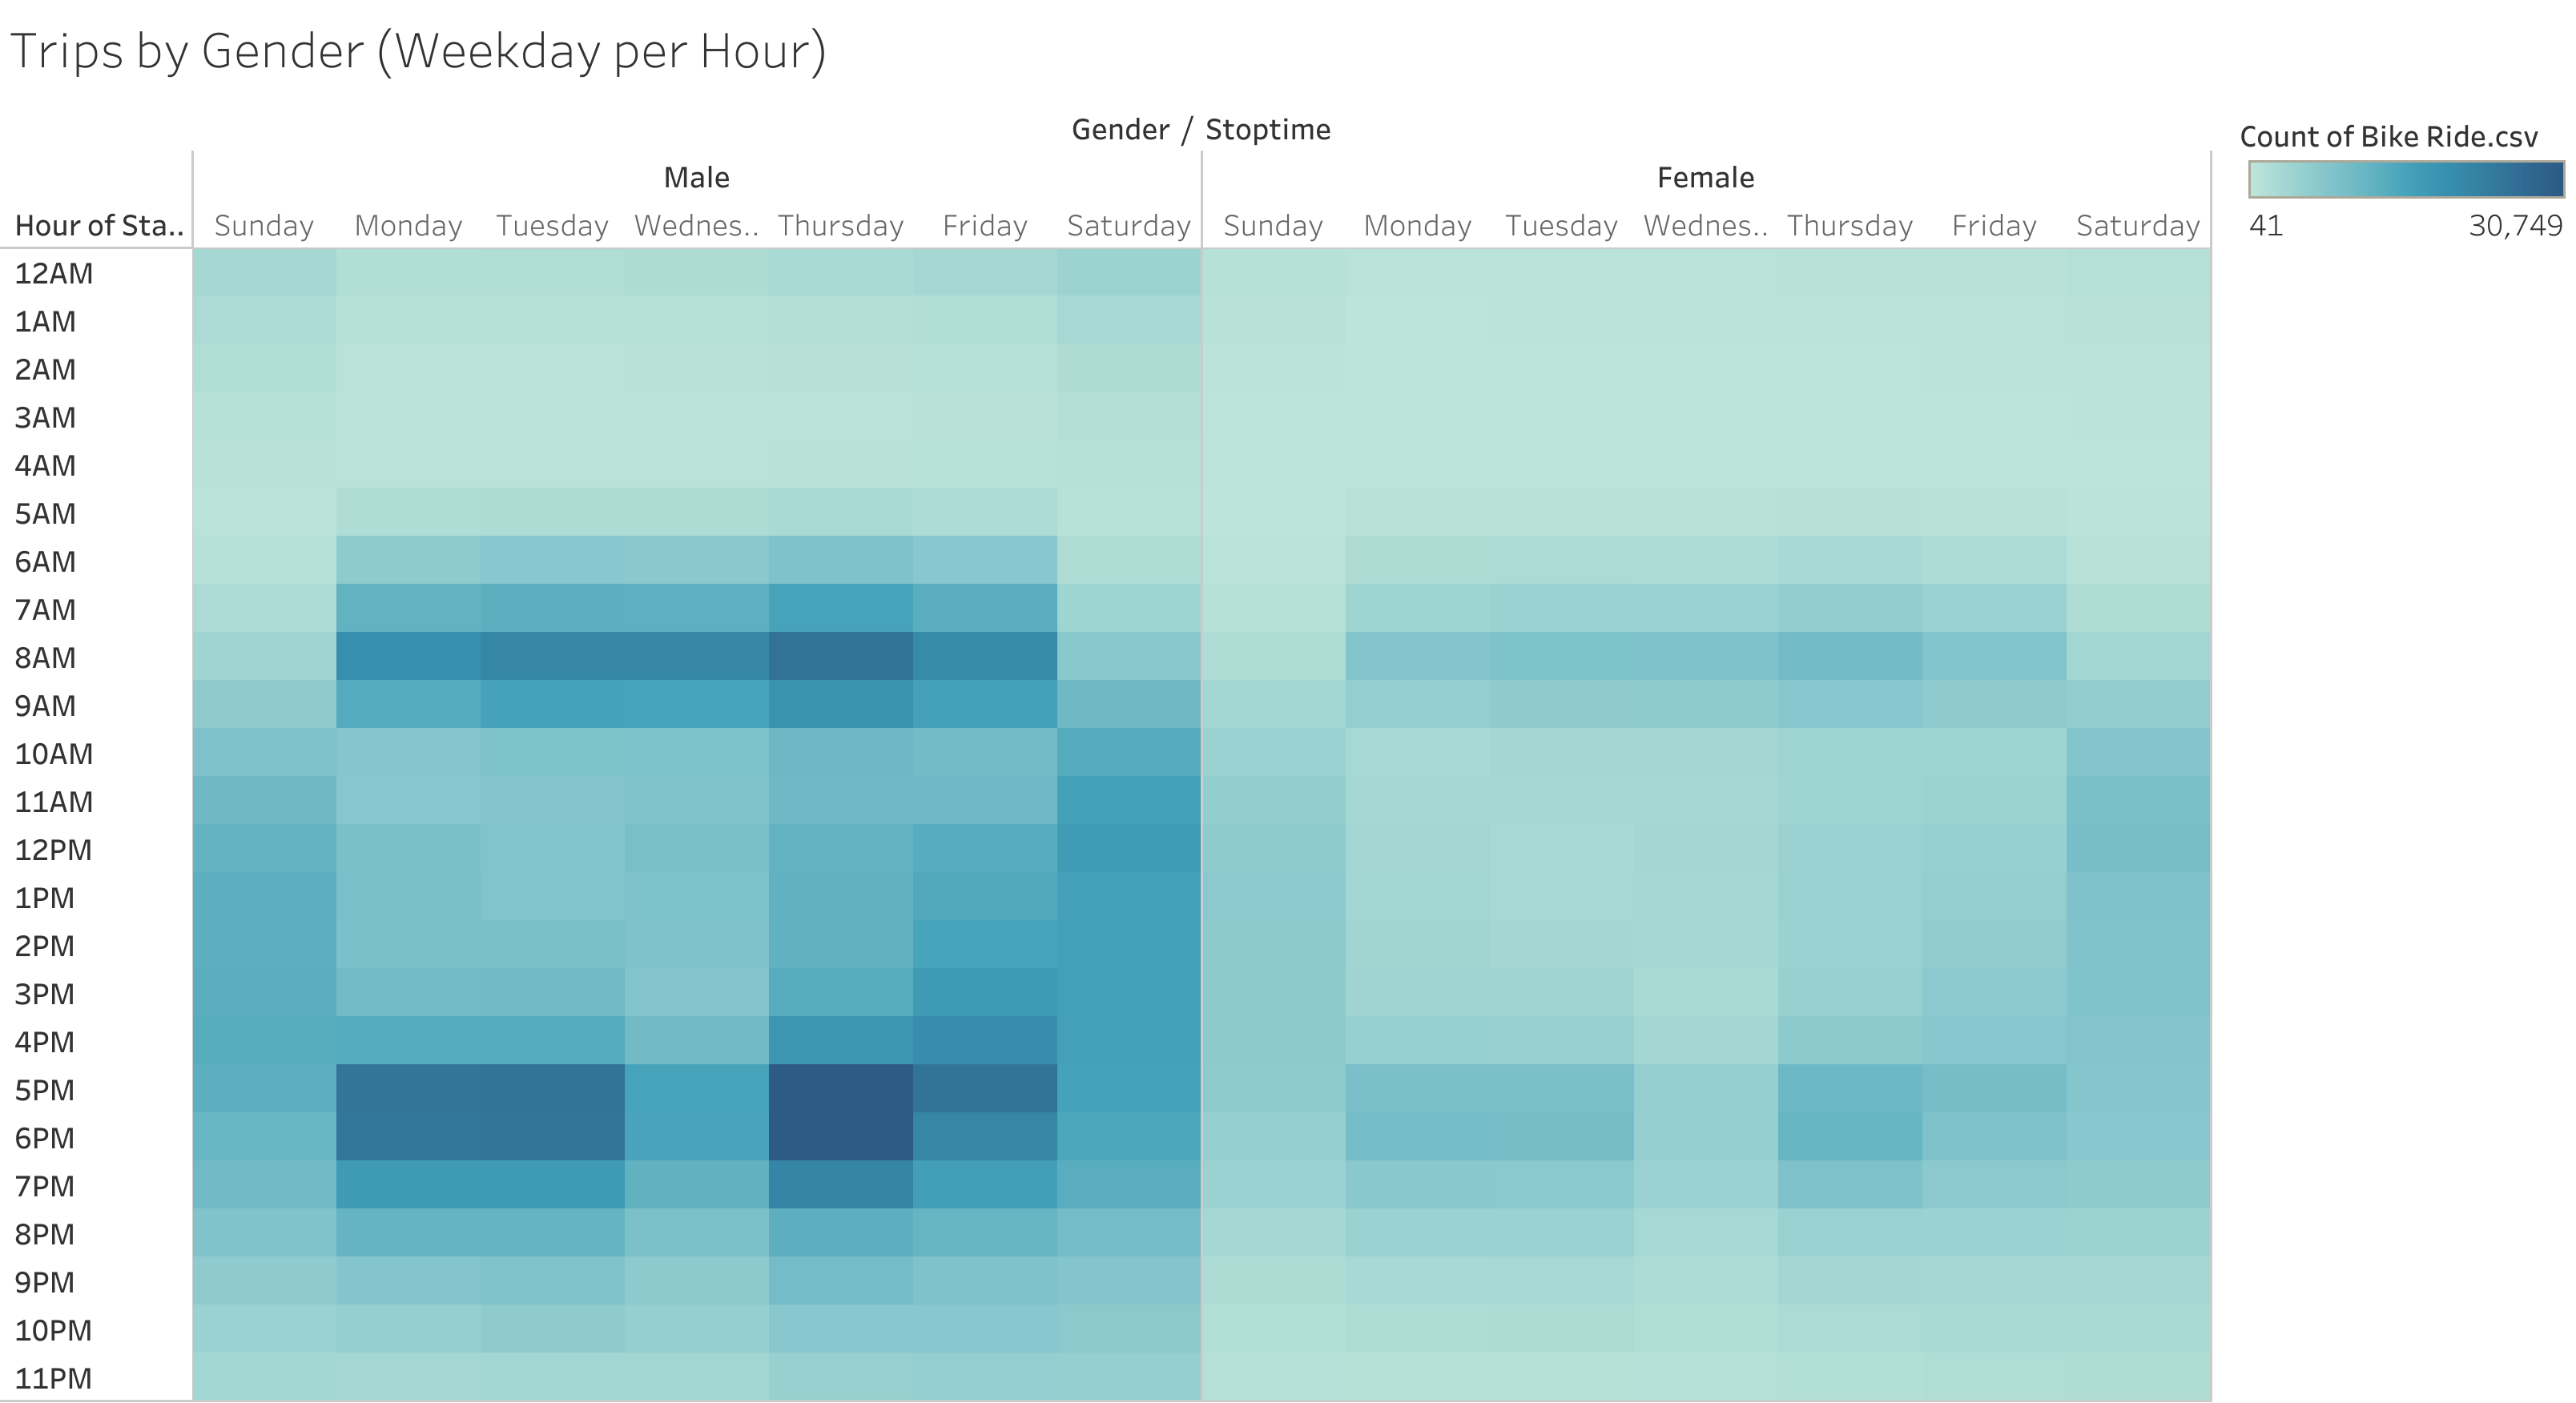 Trips by Gender (Weekday per Hour)
Gender / Stoptime
Count of Bike Ride.csv
41 30,749
Male Female
Hour of Sta.. Sunday Monday Tuesday Wednes.. Thursday Friday Saturday Sunday Monday Tuesday Wednes.. Thursday Friday Saturday
12AM
1AM
2AM
3AM
4AM
5AM
6AM
7AM
8AM
9AM
10AM
11AM
12PM
1PM
2PM
3PM
4PM
5PM
6PM
7PM
8PM
9PM
10PM
11PM